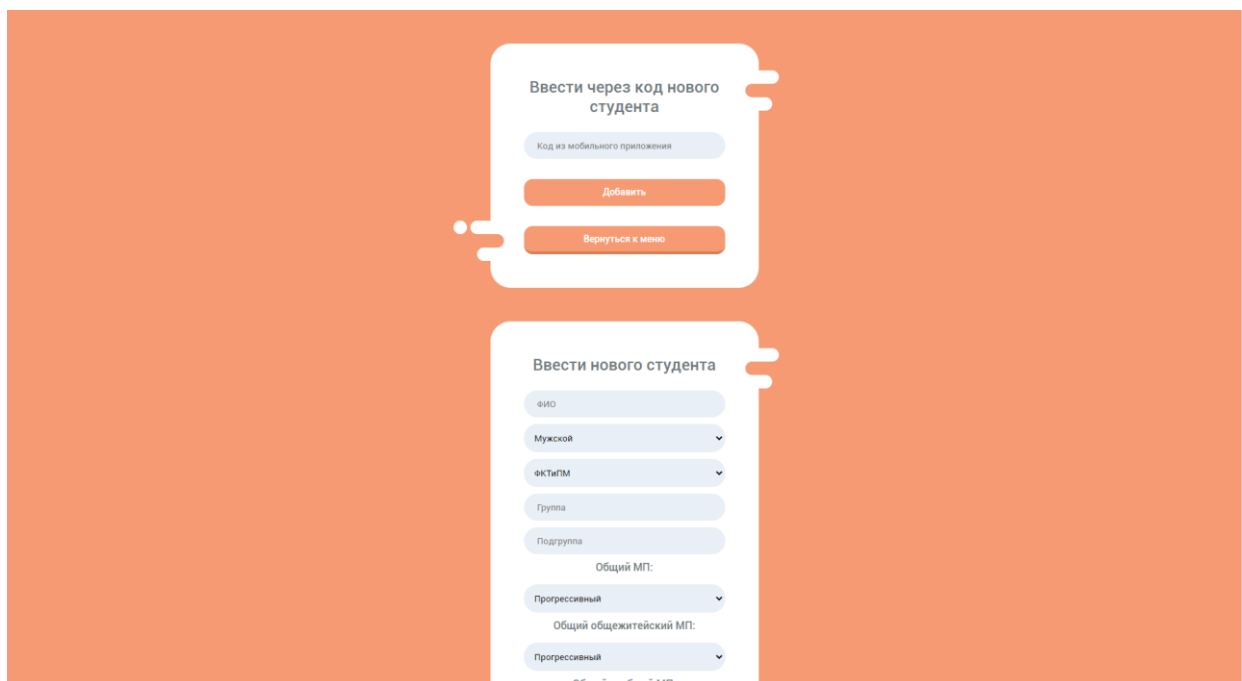 Ввести через код нового
студента
Код из мобильного приложения
Добавить
Вернуться к меню
Ввести нового студента
ФИО
Мужской
ФКТиПМ
Группа
Подгруппа
Общий МП:
Прогрессивный
Общий общежитейский МП:
Прогрессивный